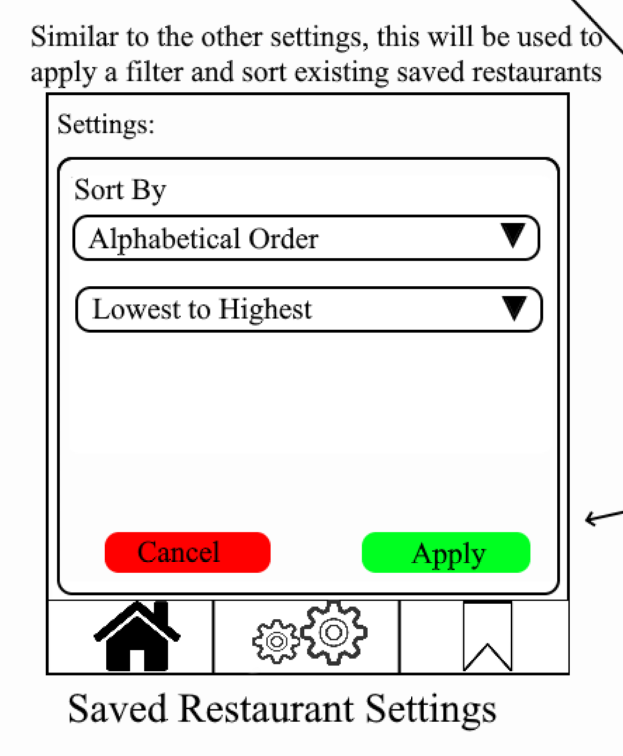 Similar to the other settings, this will be used to
apply a filter and sort existing saved restaurants
Settings:
Sort By
Alphabetical Order
Lowest to Highest
Cancel
Apply
Saved Restaurant Settings